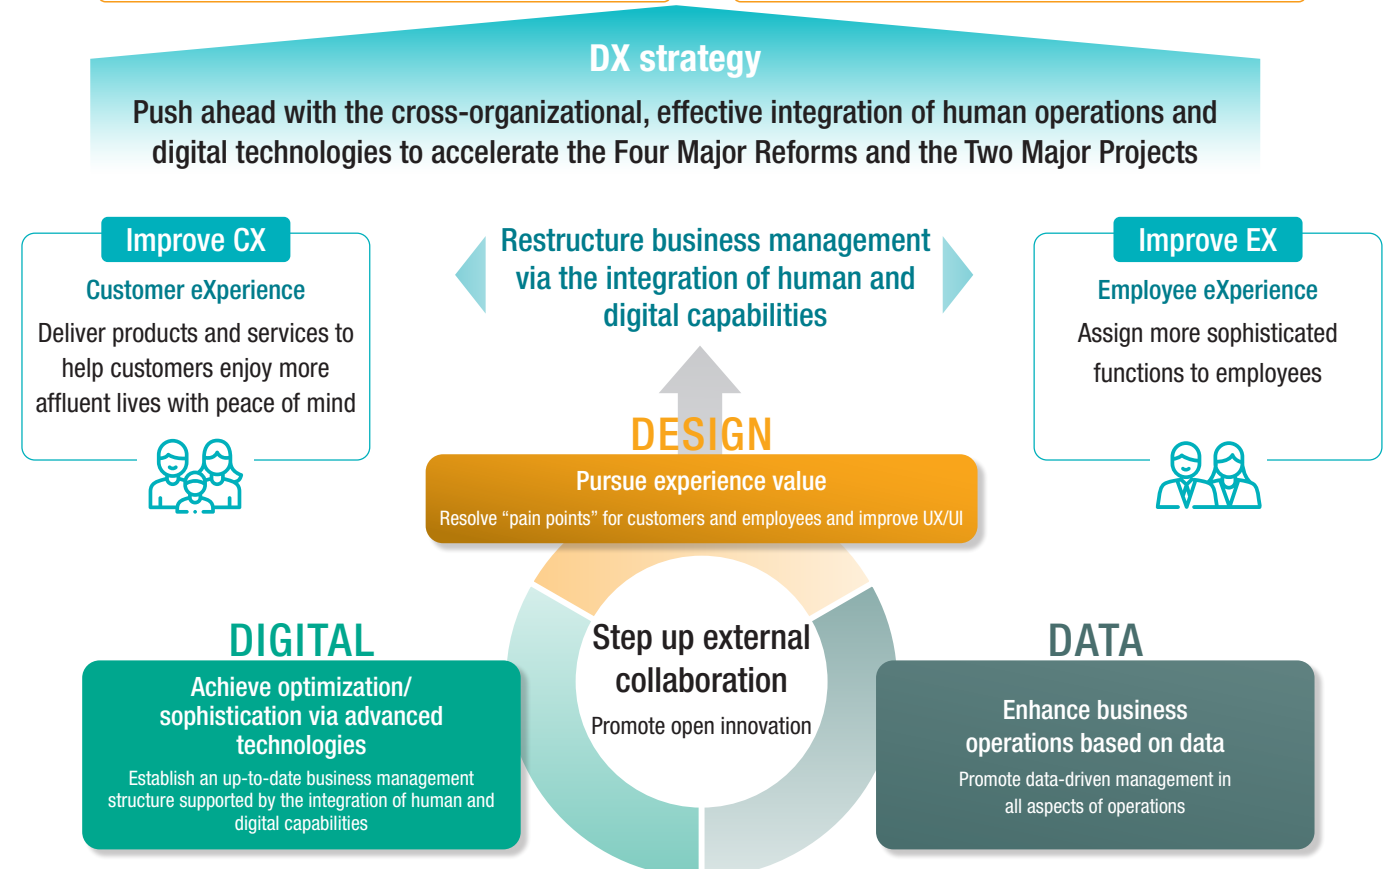 DX strategy
Push ahead with the cross-organizational, effective integration of human operations and
digital technologies to accelerate the Four Major Reforms and the Two Major Projects
Improve CX
Customer eXperience
Deliver products and services to
help customers enjoy more
affluent lives with peace of mind
Restructure business management
via the integration of human and
digital capabilities
Improve EX
Employee eXperience
Assign more sophisticated
functions to employees
DESIGN
Pursue experience value
Resolve “pain points” for customers and employees and improve UX/UI
DIGITAL
Achieve optimization/
sophistication via advanced
technologies
Establish an up-to-date business management
structure supported by the integration of human and
digital capabilities
Step up external
collaboration
Promote open innovation
DATA
Enhance business
operations based on data
Promote data-driven management in
all aspects of operations